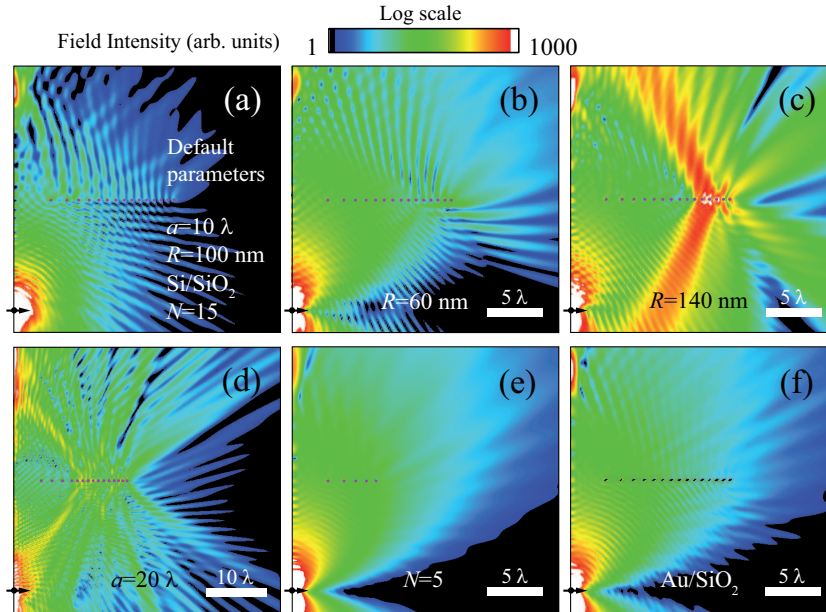 Log scale
Field Intensity (arb. units) 1 1000
(a)
Default
parameters
a=10 λ
R=100 nm
Si/SiO₂
N=15
(b)
R=60 nm
5 λ
(c)
R=140 nm
5 λ
(d)
a=20 λ
10 λ
(e)
N=5
5 λ
(f)
Au/SiO₂
5 λ